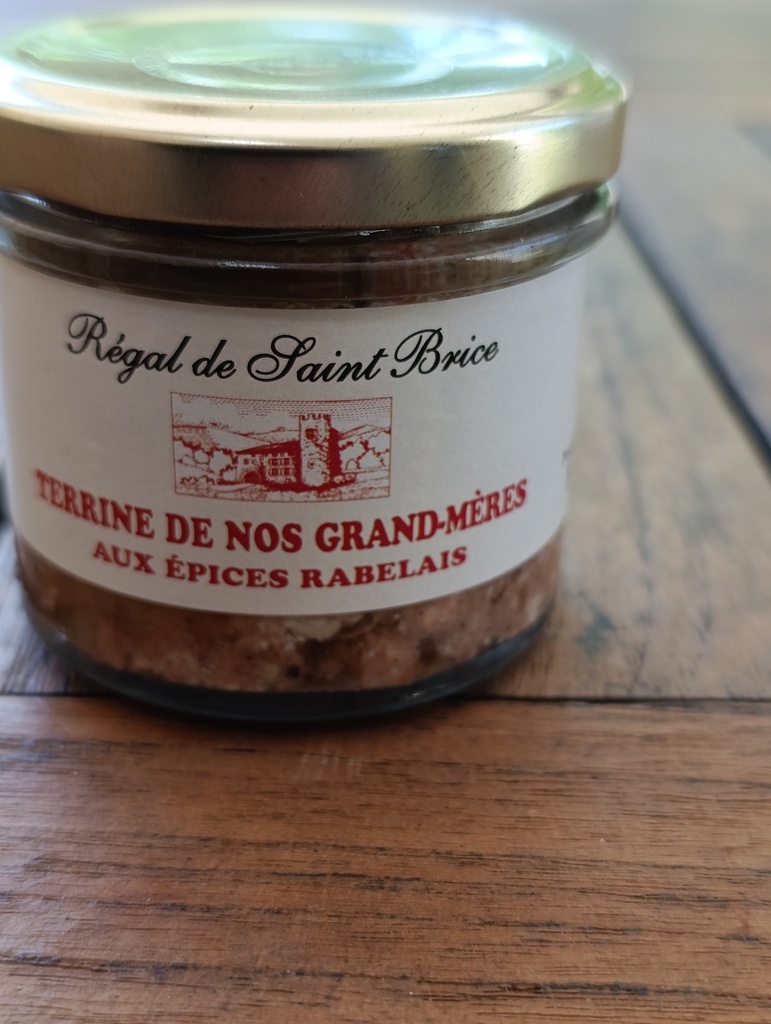 Régal de Saint Brice
TERRINE DE NOS GRAND-MÈRES
AUX ÉPICES RABELAIS